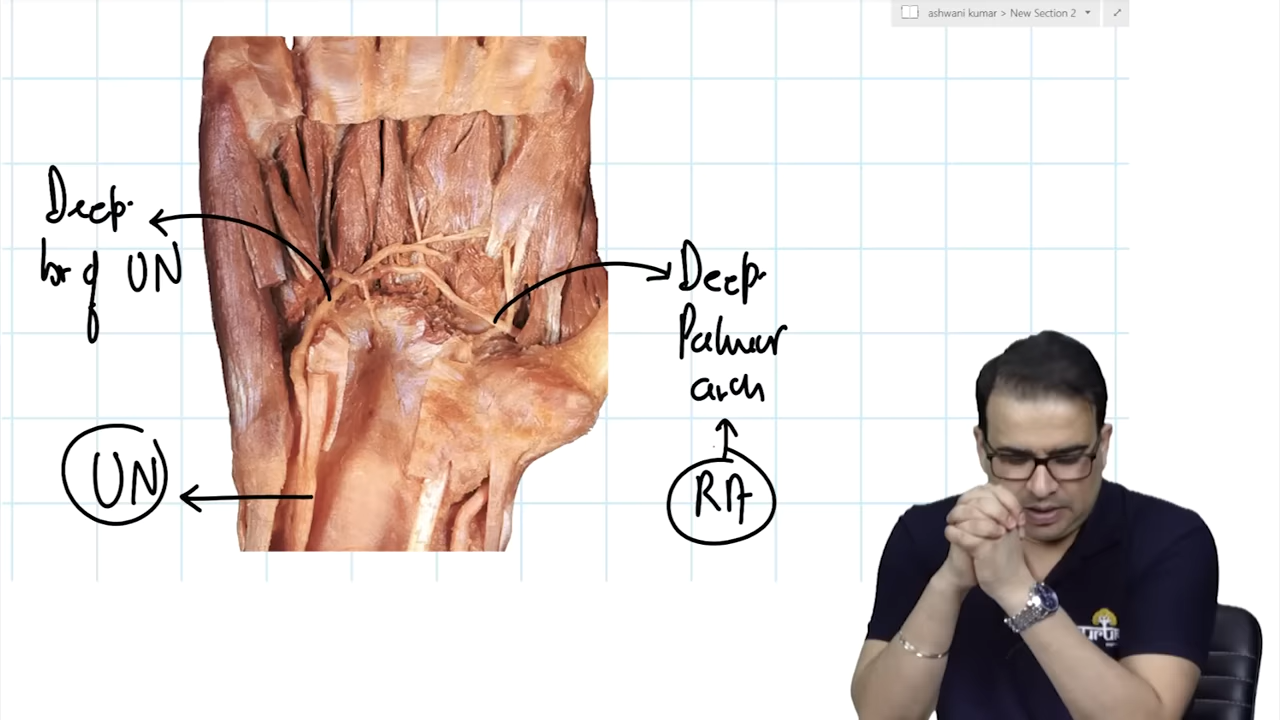 ashwani kumar > New Section 2
Deep
br of UN
UN
Deep
Palmar
arch
RA